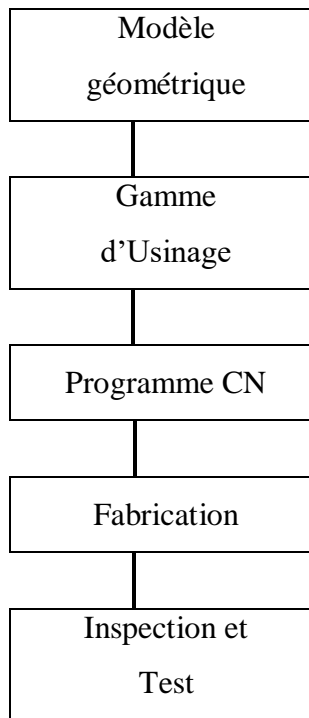 Modèle
géométrique
Gamme
d’Usinage
Programme CN
Fabrication
Inspection et
Test